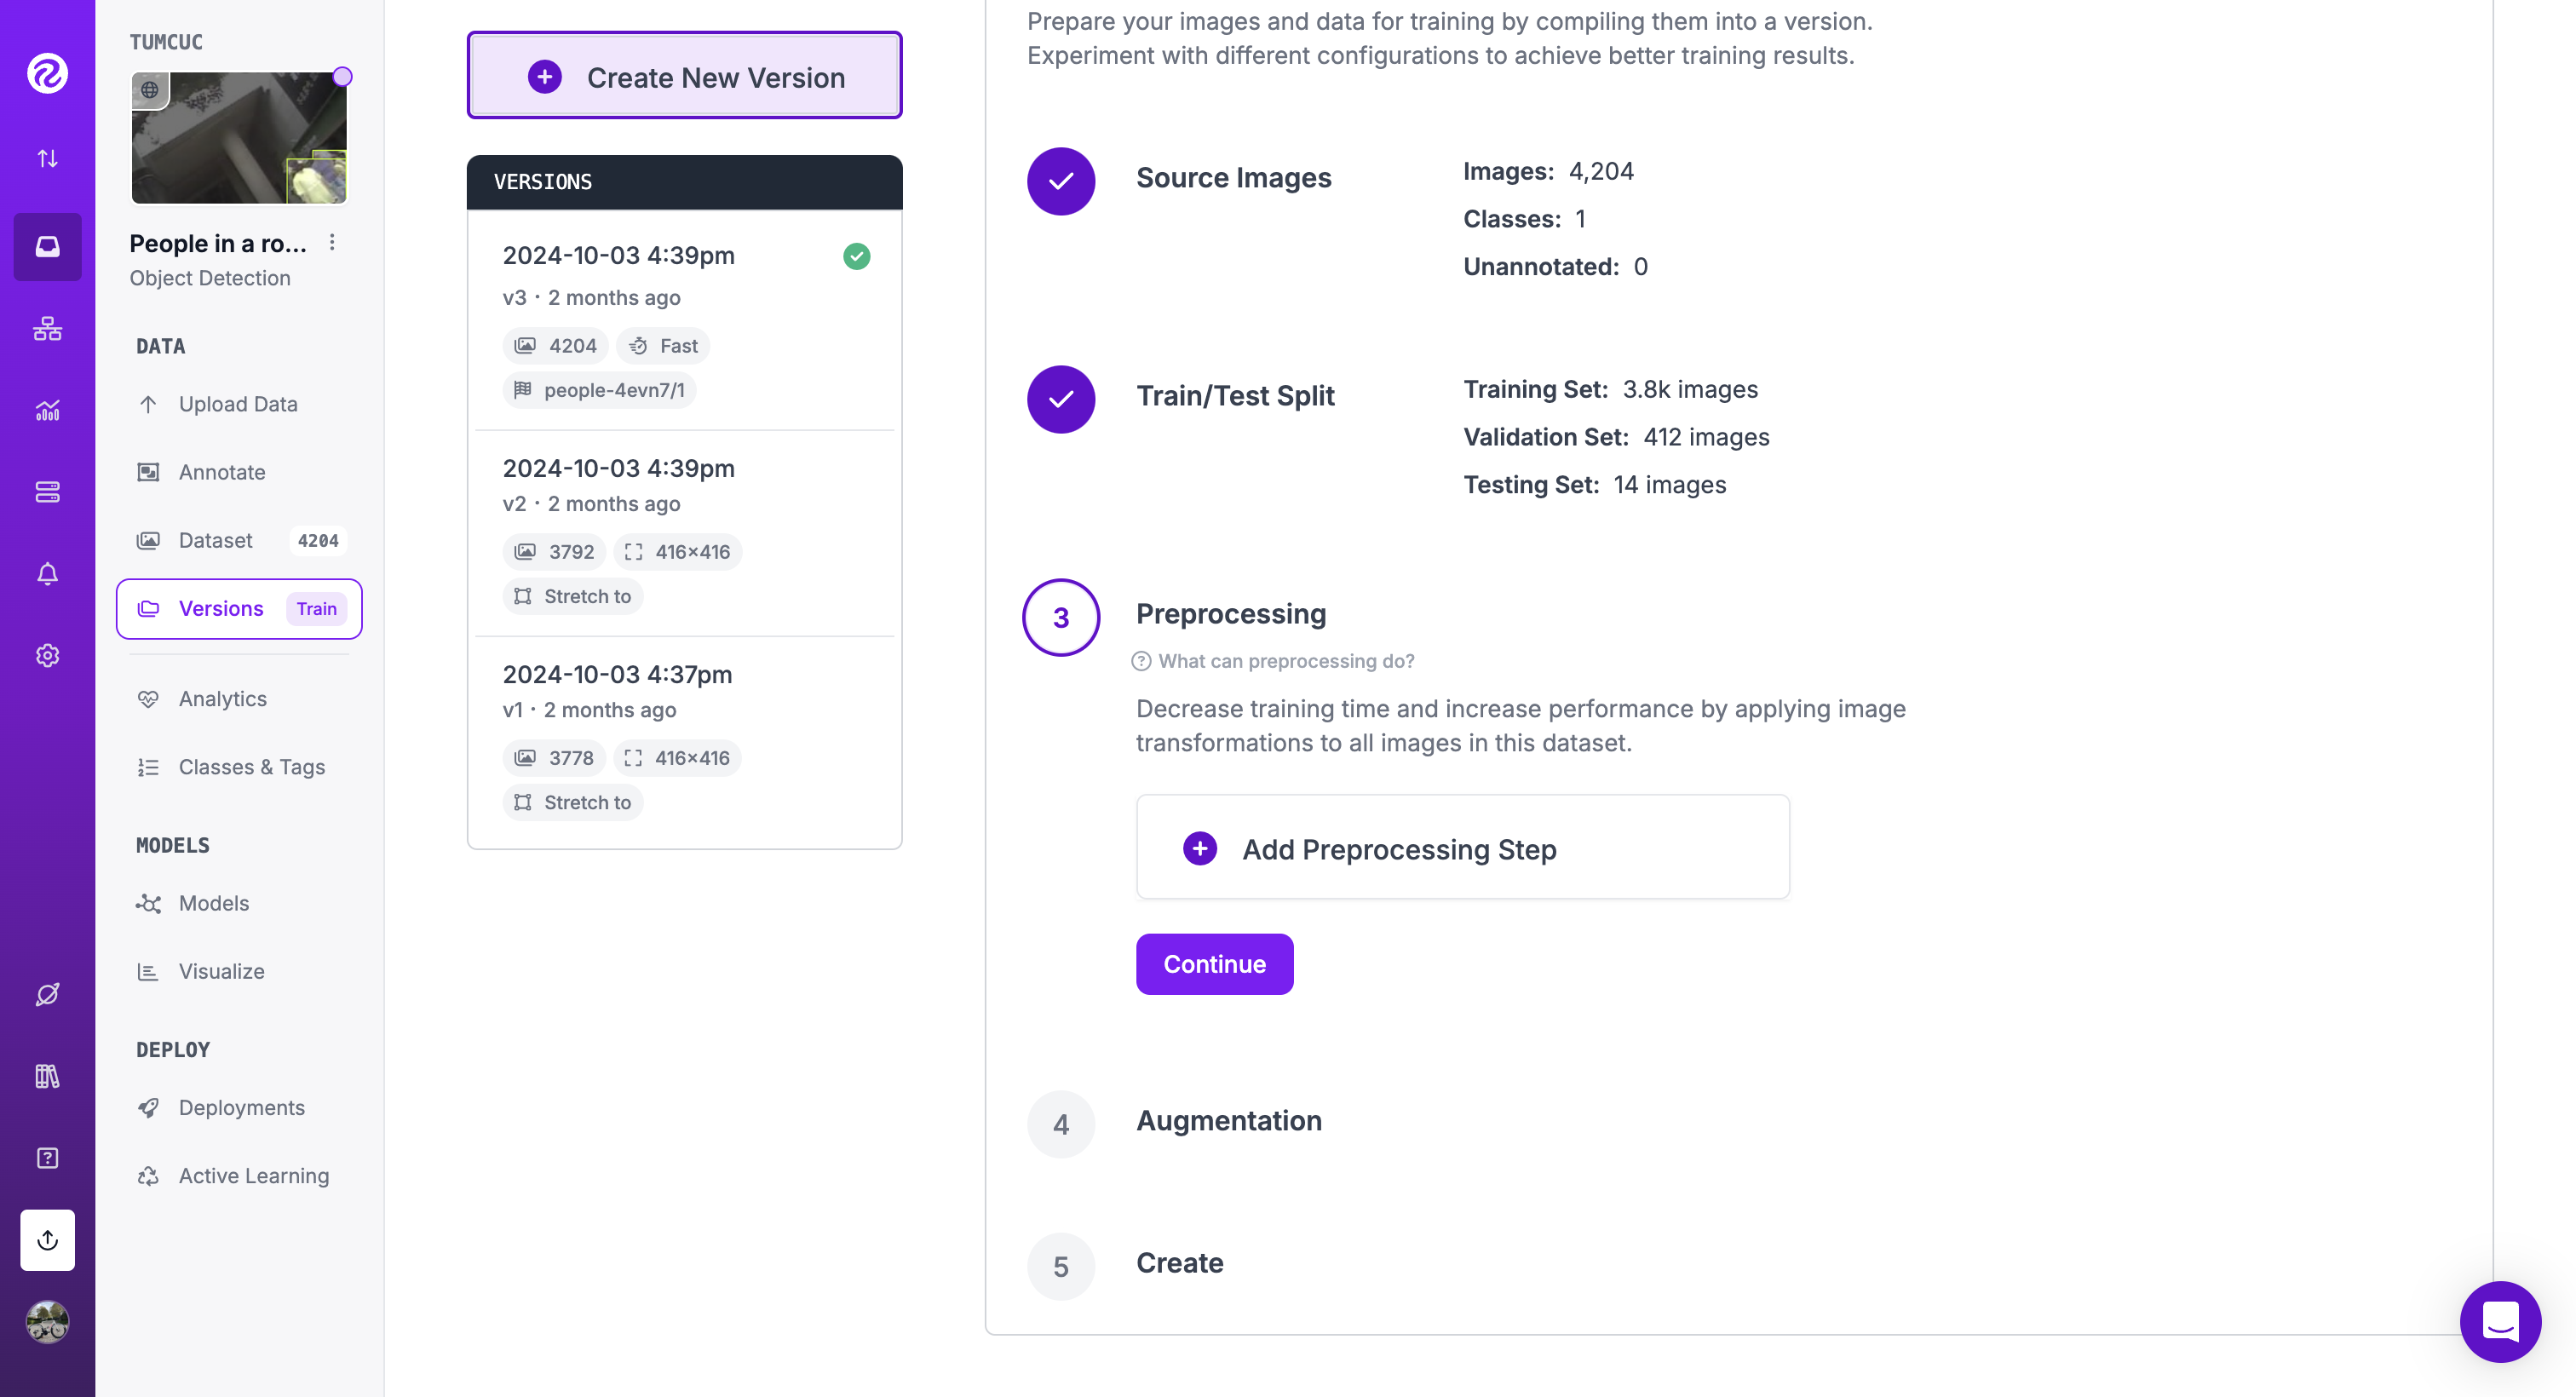 TUMCUC
People in a ro...
Object Detection
DATA
Upload Data
Annotate
Dataset 4204
Versions Train
Analytics
Classes & Tags
MODELS
Models
Visualize
DEPLOY
Deployments
Active Learning
Create New Version
VERSIONS
2024-10-03 4:39pm
v3 · 2 months ago
4204 Fast
people-4evn7/1
2024-10-03 4:39pm
v2 · 2 months ago
3792 416×416
Stretch to
2024-10-03 4:37pm
v1 · 2 months ago
3778 416×416
Stretch to
Prepare your images and data for training by compiling them into a version.
Experiment with different configurations to achieve better training results.
Source Images
Images: 4,204
Classes: 1
Unannotated: 0
Train/Test Split
Training Set: 3.8k images
Validation Set: 412 images
Testing Set: 14 images
3 Preprocessing
What can preprocessing do?
Decrease training time and increase performance by applying image
transformations to all images in this dataset.
Add Preprocessing Step
Continue
4 Augmentation
5 Create